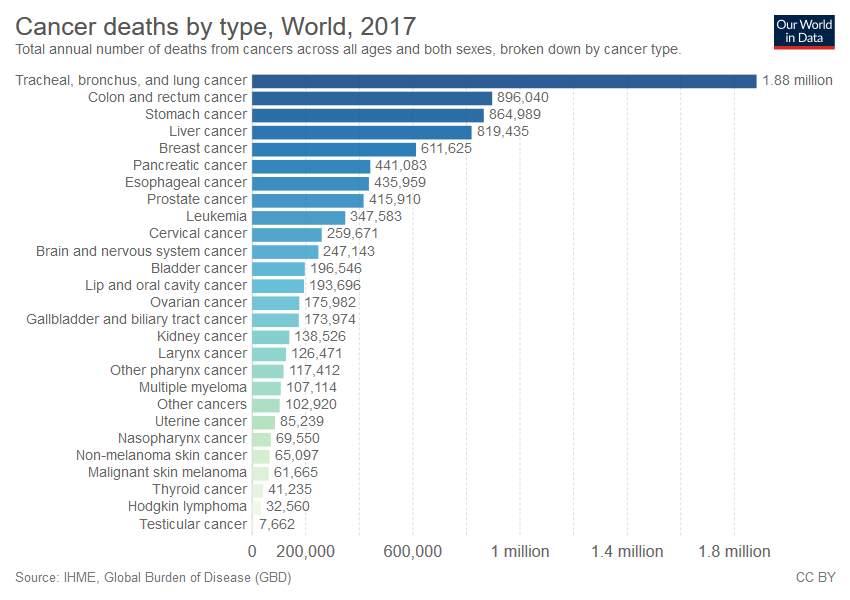 Cancer deaths by type, World, 2017
Total annual number of deaths from cancers across all ages and both sexes, broken down by cancer type.
Our World
in Data
Tracheal, bronchus, and lung cancer 1.88 million
Colon and rectum cancer 896,040
Stomach cancer 864,989
Liver cancer 819,435
Breast cancer 611,625
Pancreatic cancer 441,083
Esophageal cancer 435,959
Prostate cancer 415,910
Leukemia 347,583
Cervical cancer 259,671
Brain and nervous system cancer 247,143
Bladder cancer 196,546
Lip and oral cavity cancer 193,696
Ovarian cancer 175,982
Gallbladder and biliary tract cancer 173,974
Kidney cancer 138,526
Larynx cancer 126,471
Other pharynx cancer 117,412
Multiple myeloma 107,114
Other cancers 102,920
Uterine cancer 85,239
Nasopharynx cancer 69,550
Non-melanoma skin cancer 65,097
Malignant skin melanoma 61,665
Thyroid cancer 41,235
Hodgkin lymphoma 32,560
Testicular cancer 7,662
0 200,000 600,000 1 million 1.4 million 1.8 million
Source: IHME, Global Burden of Disease (GBD) CC BY